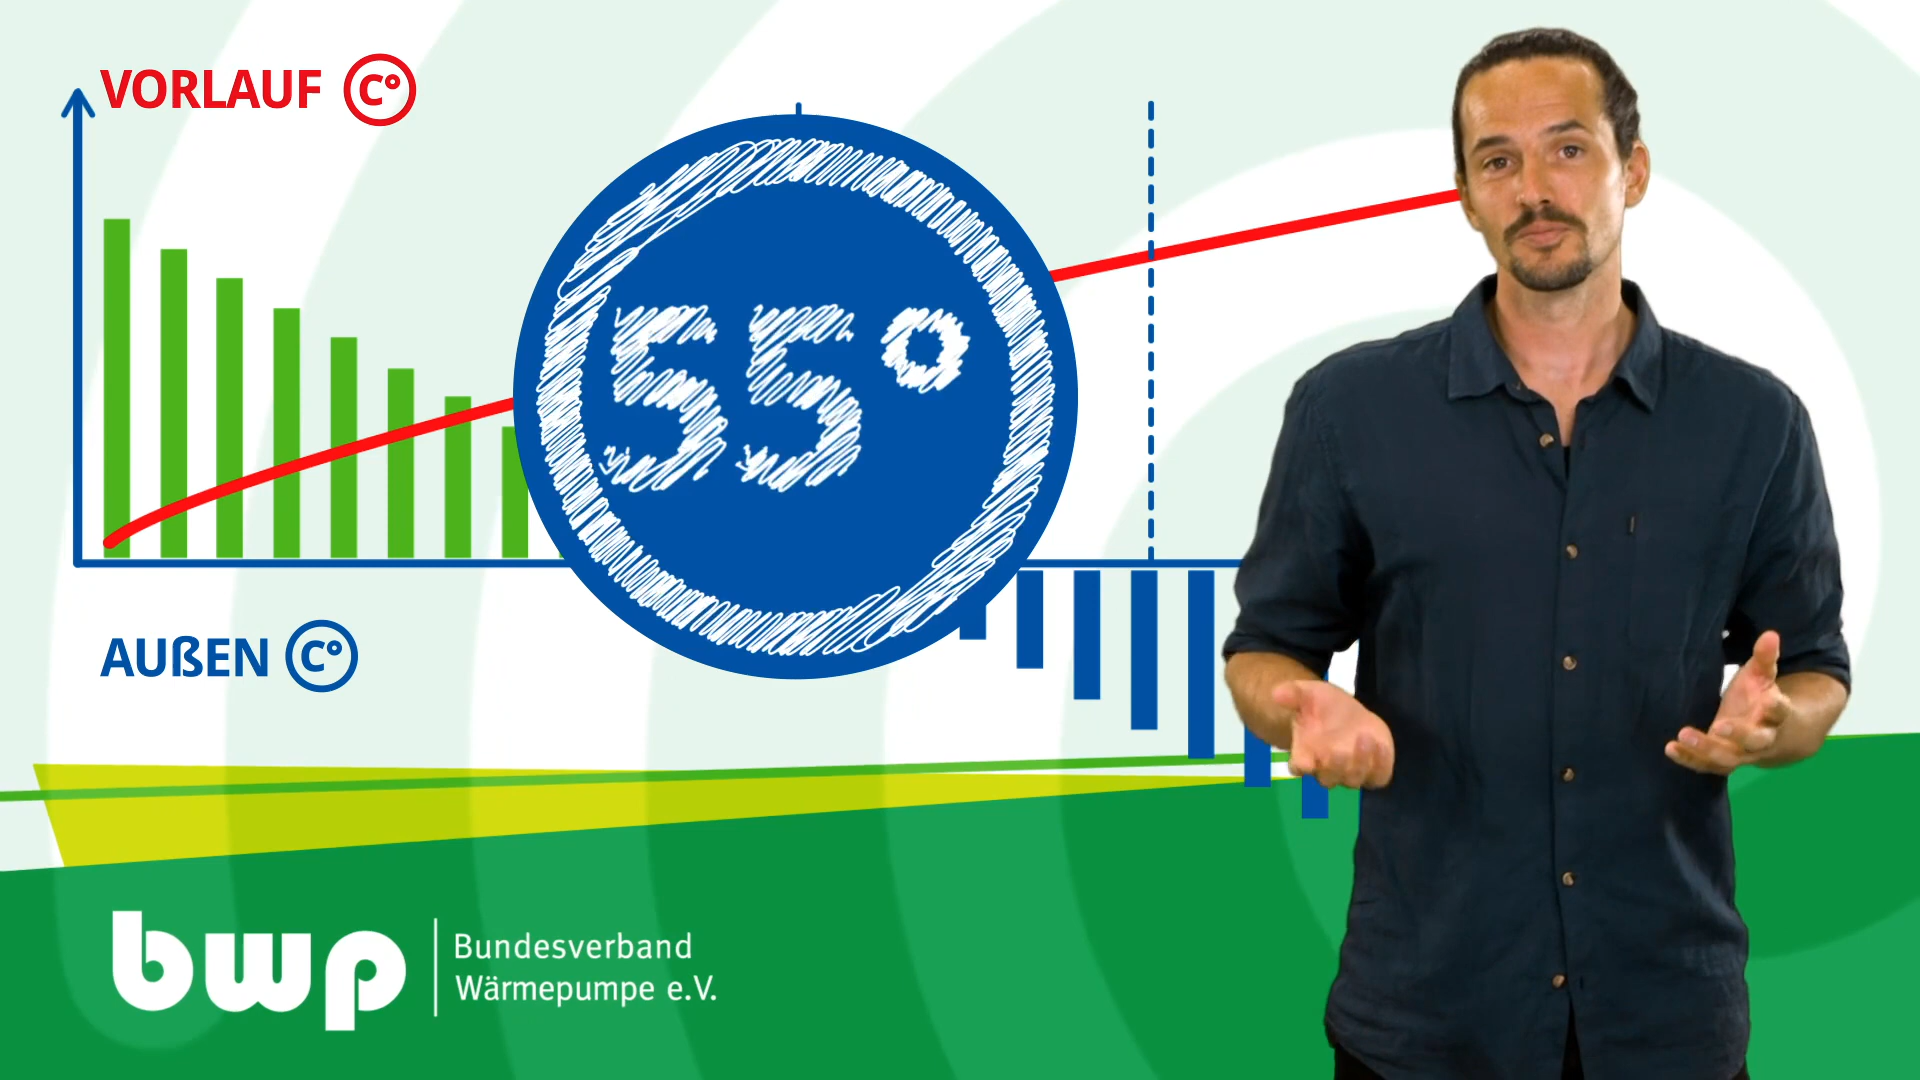 VORLAUF C°
55°
AUßEN C°
bwp
Bundesverband
Wärmepumpe e.V.